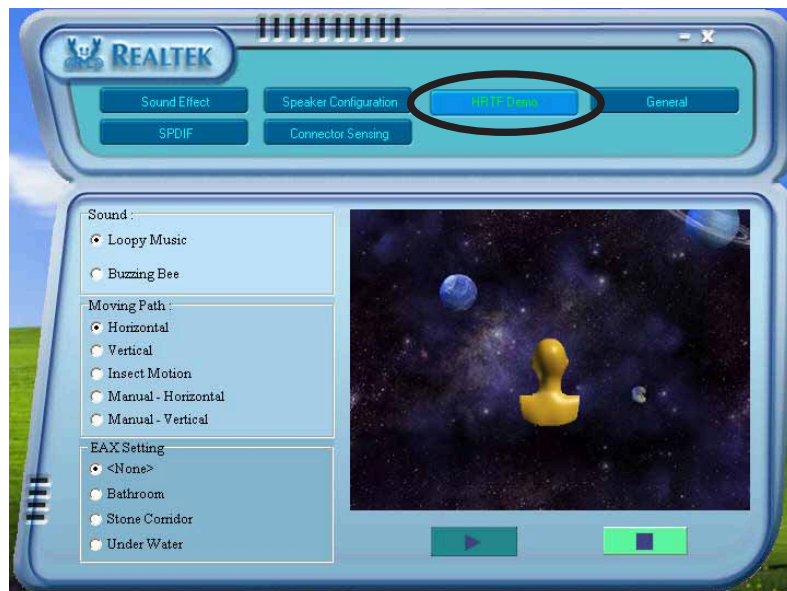 REALTEK
Sound Effect
Speaker Configuration
HRTF Demo
General
SPDIF
Connector Sensing
Sound :
Loopy Music
Buzzing Bee
Moving Path :
Horizontal
Vertical
Insect Motion
Manual - Horizontal
Manual - Vertical
EAX Setting
<None>
Bathroom
Stone Corridor
Under Water